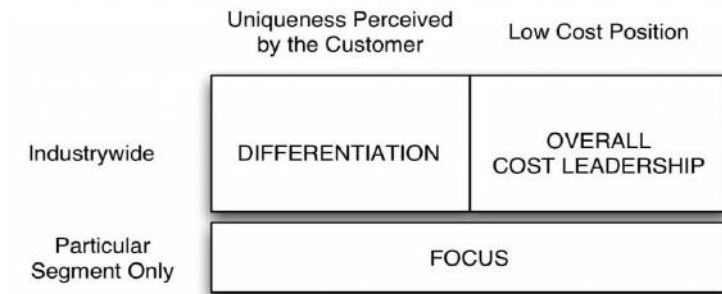 Uniqueness Perceived
by the Customer
Low Cost Position
Industrywide
DIFFERENTIATION
OVERALL
COST LEADERSHIP
Particular
Segment Only
FOCUS